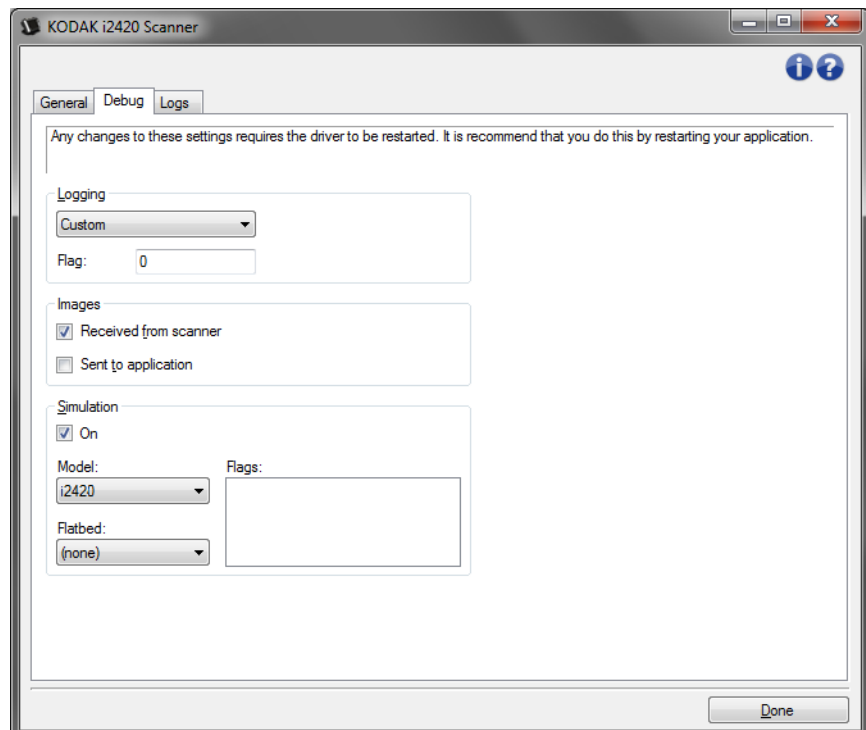 KODAK i2420 Scanner
General Debug Logs
Any changes to these settings requires the driver to be restarted. It is recommend that you do this by restarting your application.
Logging
Custom
Flag: 0
Images
Received from scanner
Sent to application
Simulation
On
Model: Flags:
i2420
Flatbed:
(none)
Done